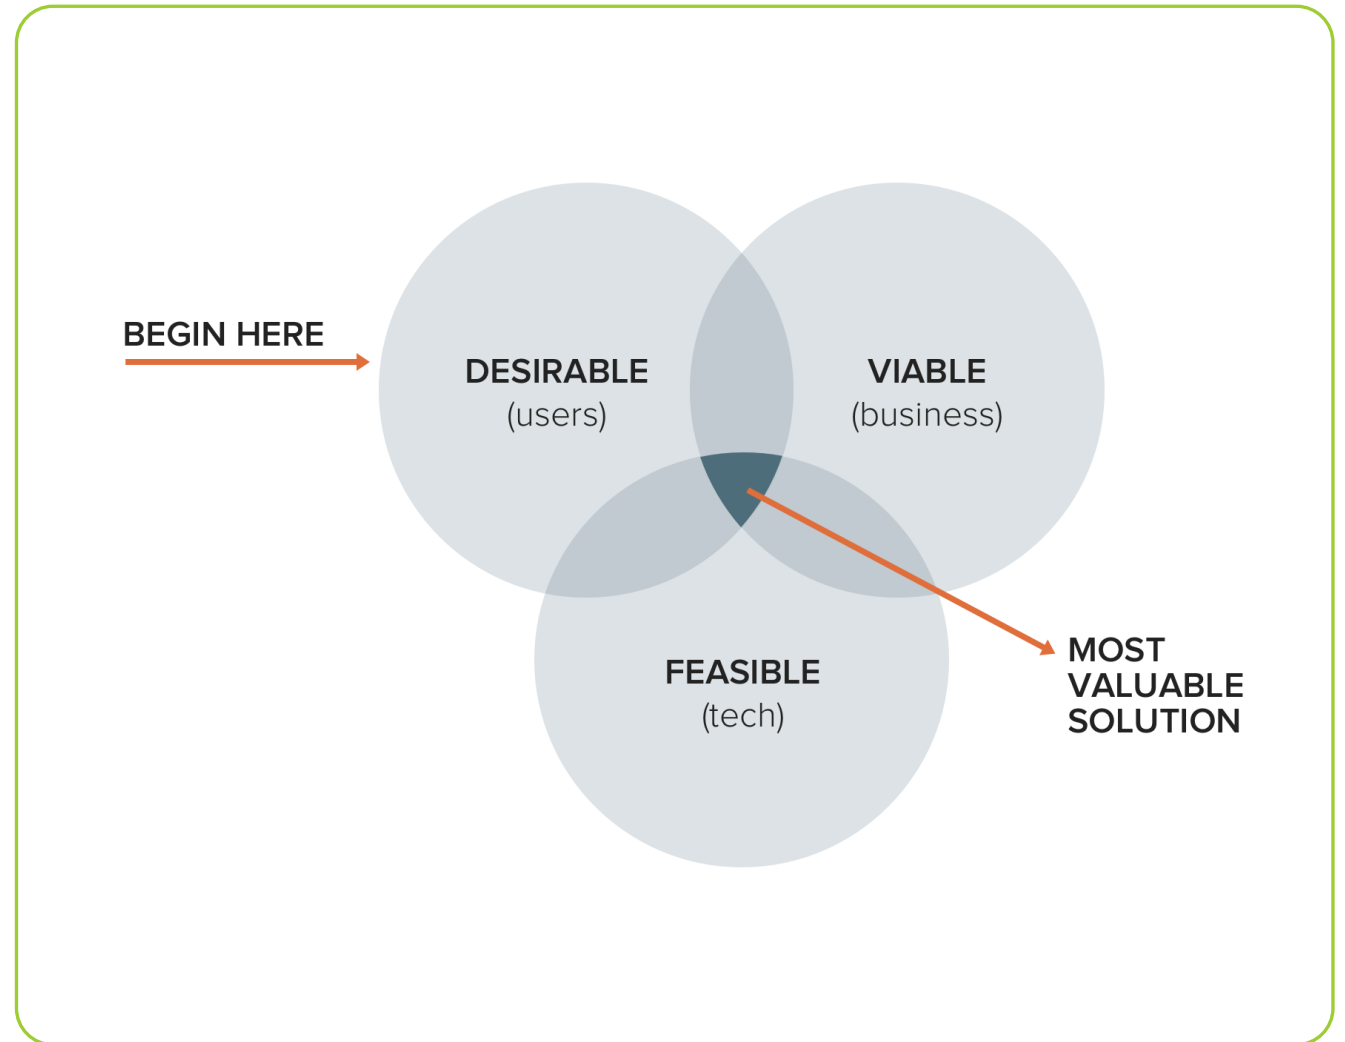 BEGIN HERE
DESIRABLE
(users)
VIABLE
(business)
FEASIBLE
(tech)
MOST
VALUABLE
SOLUTION